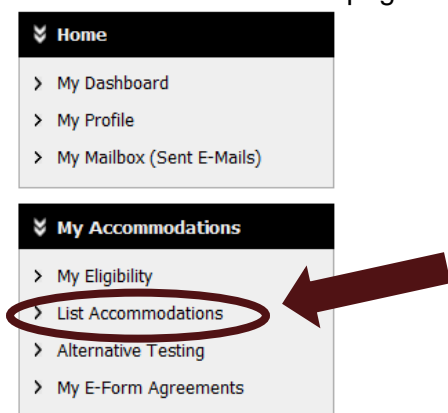 Home
My Dashboard
My Profile
My Mailbox (Sent E-Mails)
My Accommodations
My Eligibility
List Accommodations
Alternative Testing
My E-Form Agreements